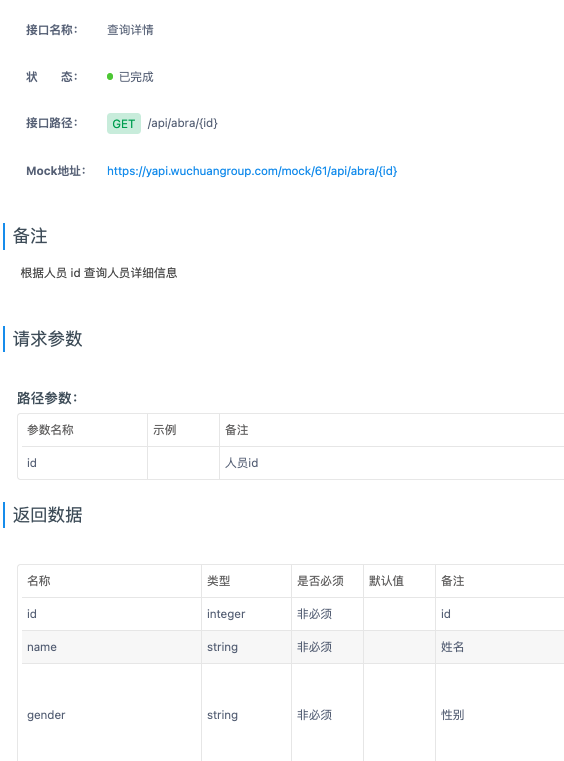 接口名称： 查询详情
状 态： 已完成
接口路径： GET /api/abra/{id}
Mock地址： https://yapi.wuchuangroup.com/mock/61/api/abra/{id}
备注
根据人员 id 查询人员详细信息
请求参数
路径参数：
参数名称 示例 备注
id 人员id
返回数据
名称 类型 是否必须 默认值 备注
id integer 非必须 id
name string 非必须 姓名
gender string 非必须 性别